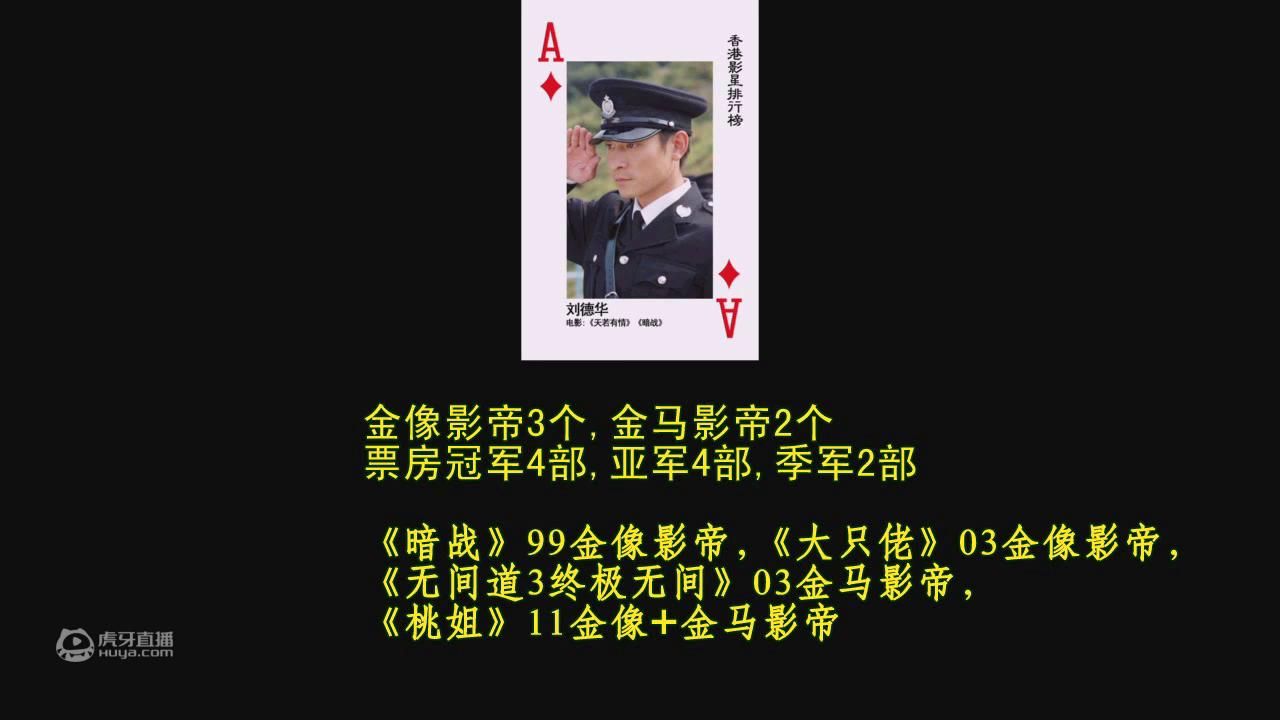 A
香港影星排行榜
刘德华
电影:《天若有情》《暗战》
A
金像影帝3个,金马影帝2个
票房冠军4部,亚军4部,季军2部
《暗战》99金像影帝,《大只佬》03金像影帝,
《无间道3终极无间》03金马影帝,
《桃姐》11金像+金马影帝
虎牙直播
HUYA.com